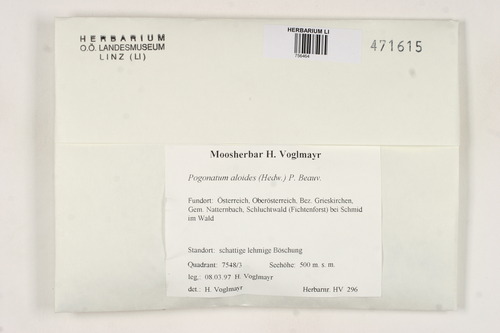 HERBARIUM
O.Ö. LANDESMUSEUM
LINZ (LI)
HERBARIUM LI
471615
Moosherbar H. Voglmayr
Pogonatum aloides (Hedw.) P. Beauv.
Fundort: Österreich, Oberösterreich, Bez. Grieskirchen,
Gem. Natternbach, Schluchtwald (Fichtenforst) bei Schmid
im Wald
Standort: schattige lehmige Böschung
Quadrant: 7548/3 Seehöhe: 500 m. s. m.
leg.: 08.03.97 H. Voglmayr
det.: H. Voglmayr Herbarnr. HV 296